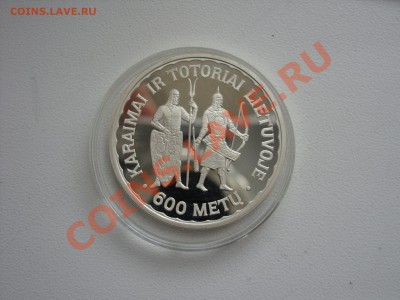 COINS.LAVE.RU
KARAIMAI IR TOTORIAI LIETUVOJE
600 METŲ
COINS.LAVE.RU